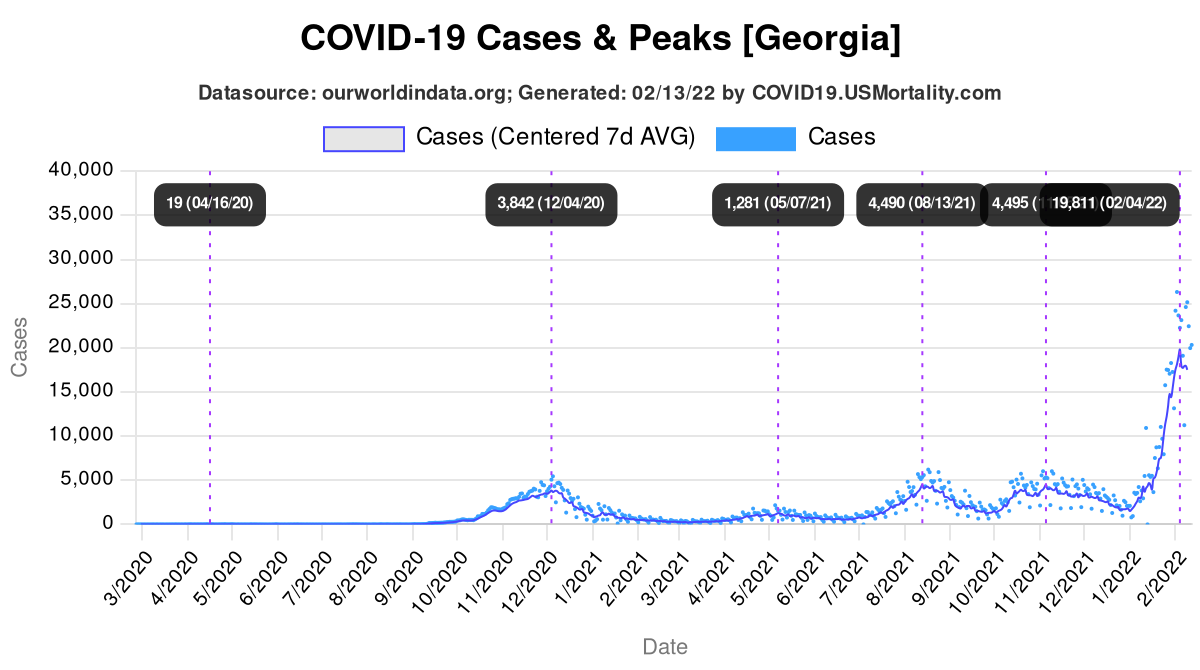 COVID-19 Cases & Peaks [Georgia]
Datasource: ourworldindata.org; Generated: 02/13/22 by COVID19.USMortality.com
Cases (Centered 7d AVG) Cases
40,000
35,000
30,000
25,000
20,000
15,000
10,000
5,000
0
Cases
19 (04/16/20) 3,842 (12/04/20) 1,281 (05/07/21) 4,490 (08/13/21) 4,495 19,811 (02/04/22)
3/2020 4/2020 5/2020 6/2020 7/2020 8/2020 9/2020 10/2020 11/2020 12/2020 1/2021 2/2021 3/2021 4/2021 5/2021 6/2021 7/2021 8/2021 9/2021 10/2021 11/2021 12/2021 1/2022 2/2022
Date